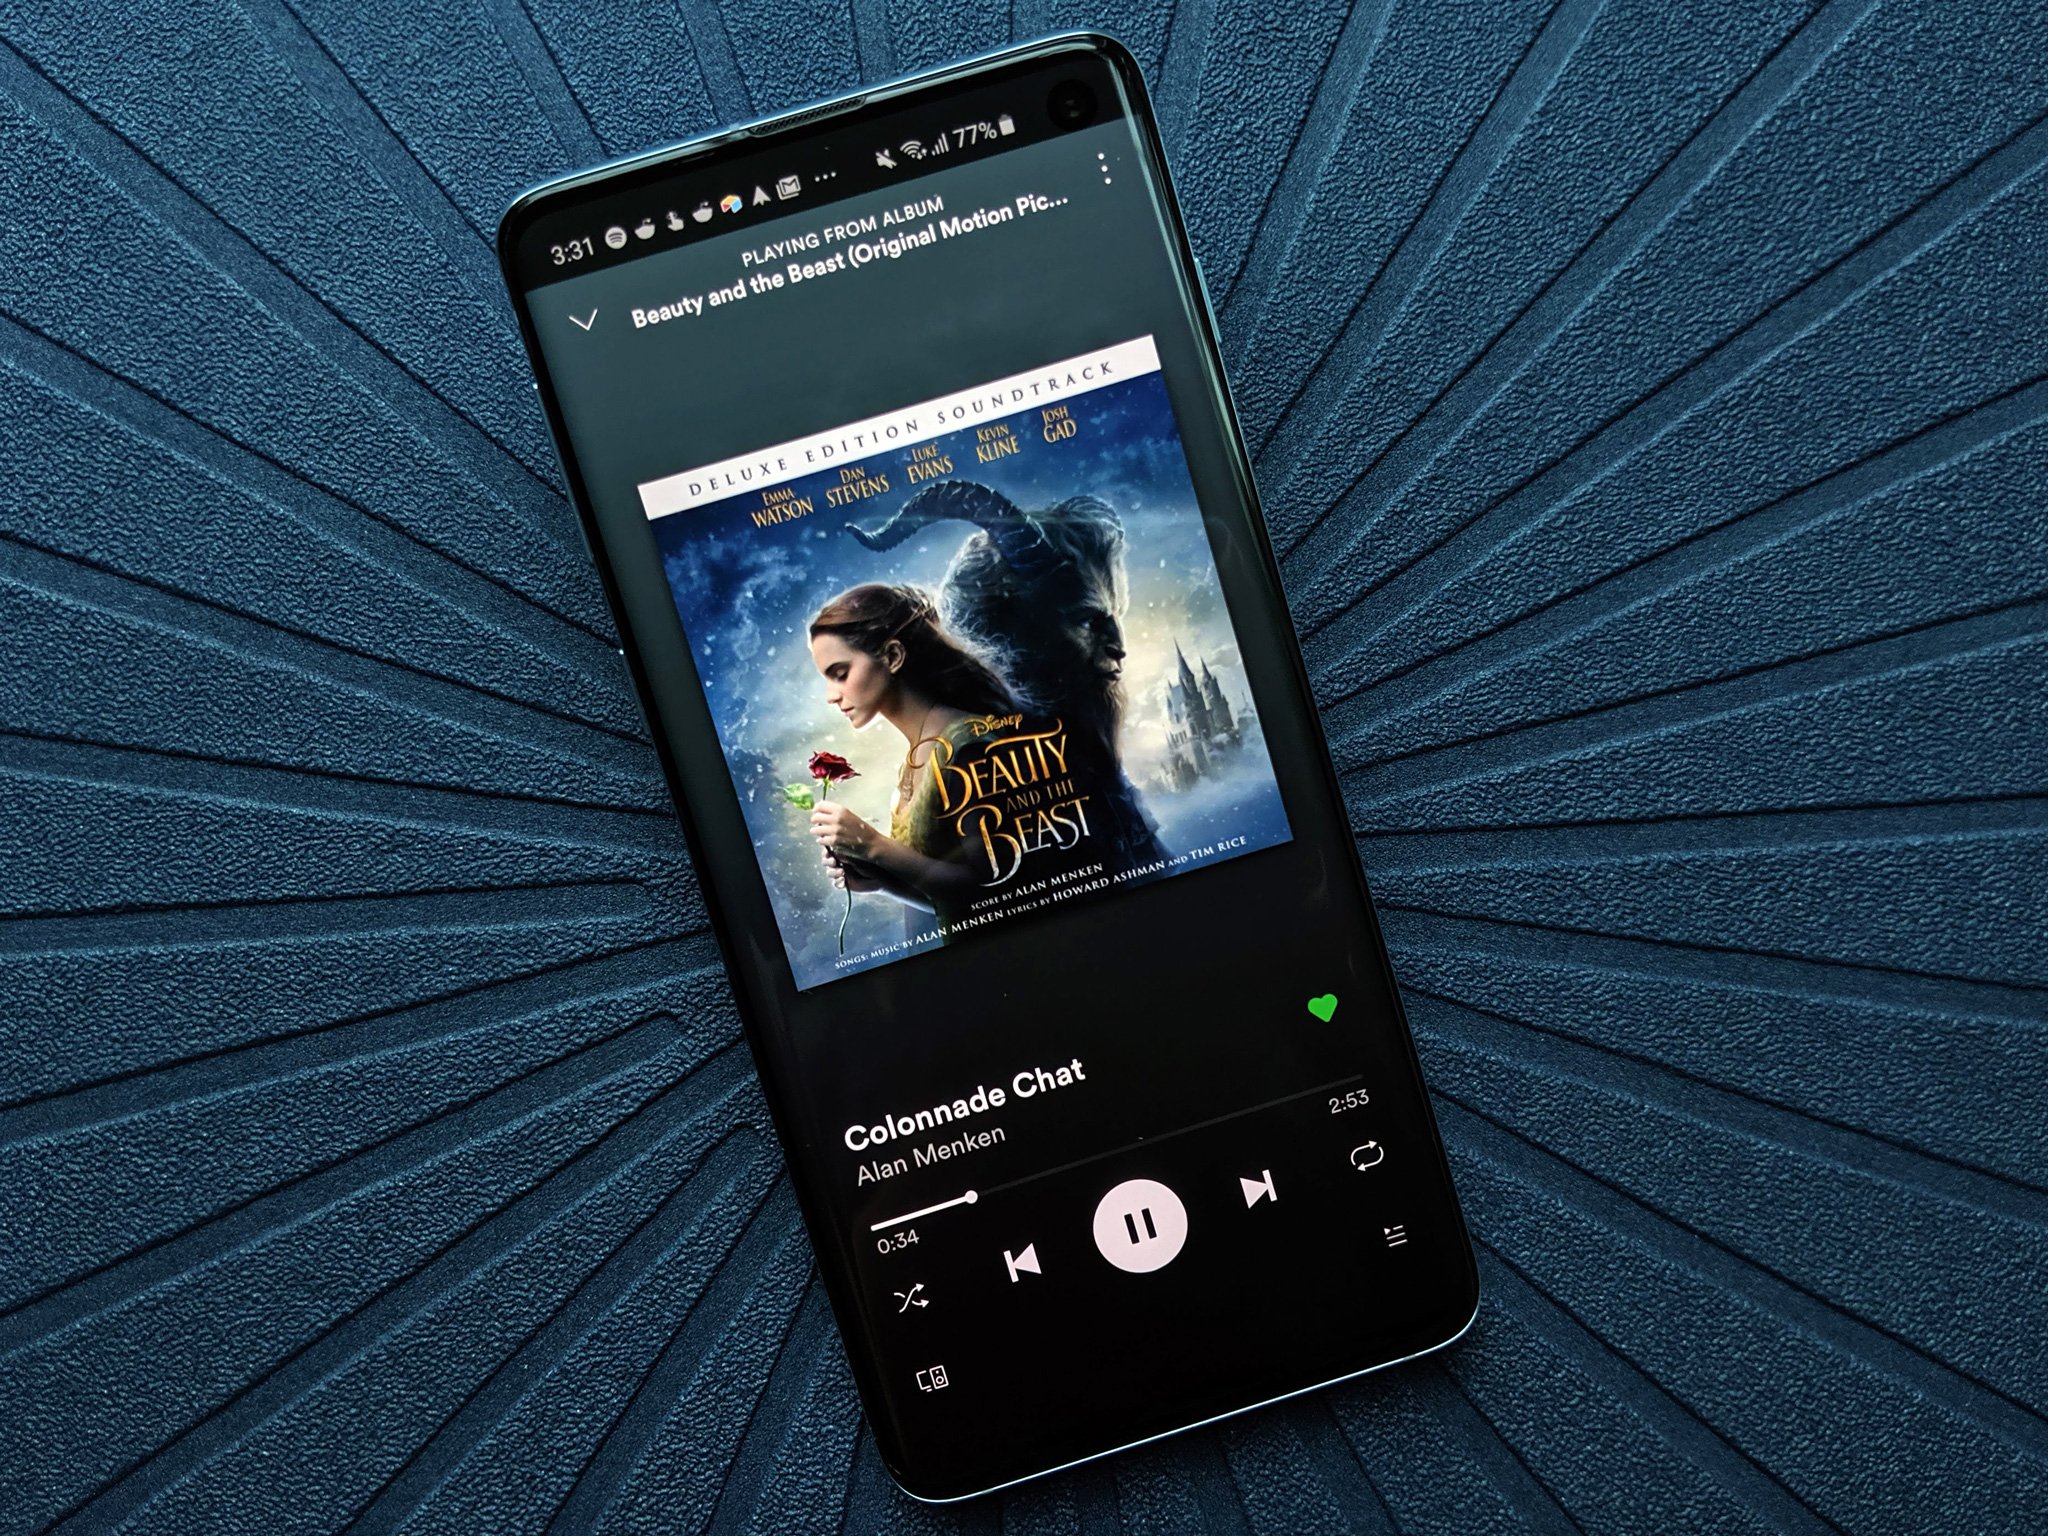 3:31 ... 77%
PLAYING FROM ALBUM
Beauty and the Beast (Original Motion Pic...
DELUXE EDITION SOUNDTRACK
EMMA WATSON DAN STEVENS LUKE EVANS KEVIN KLINE JOSH GAD
DISNEY
BEAUTY
AND THE
BEAST
SCORE BY ALAN MENKEN
SONGS: MUSIC BY ALAN MENKEN LYRICS BY HOWARD ASHMAN AND TIM RICE
Colonnade Chat
Alan Menken
0:34 2:53